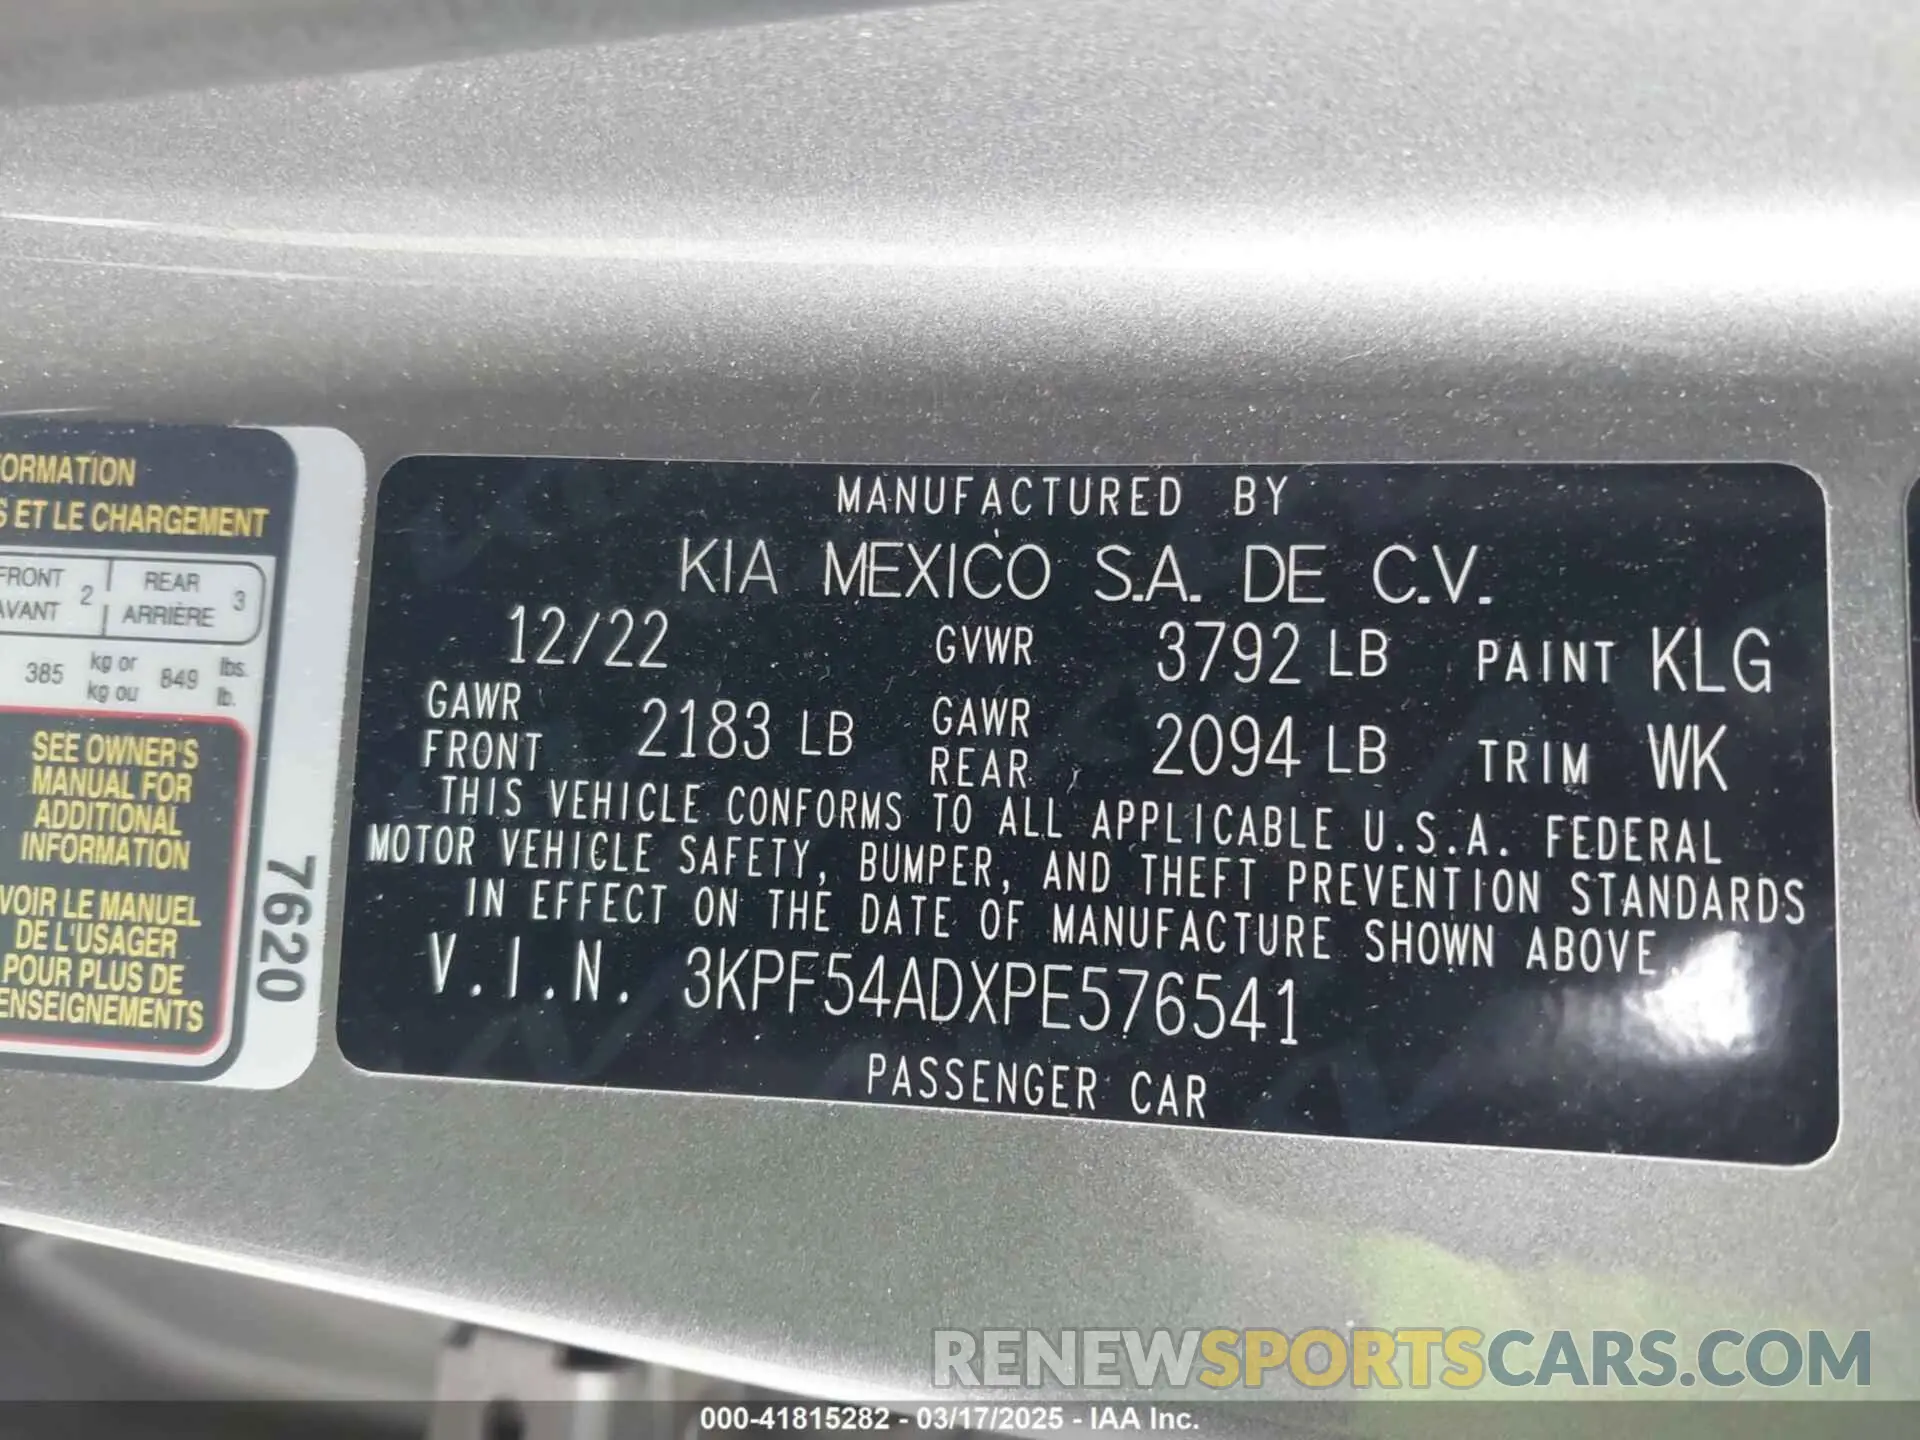 ORMATION
S ET LE CHARGEMENT
FRONT 2 REAR 3
AVANT ARRIÈRE
385 kg or 849 lbs.
kg ou lb.
SEE OWNER'S
MANUAL FOR
ADDITIONAL
INFORMATION
VOIR LE MANUEL
DE L'USAGER
POUR PLUS DE
ENSEIGNEMENTS
7620
MANUFACTURED BY
KIA MEXICO S.A. DE C.V.
12/22 GVWR 3792 LB PAINT KLG
GAWR FRONT 2183 LB GAWR REAR 2094 LB TRIM WK
THIS VEHICLE CONFORMS TO ALL APPLICABLE U.S.A. FEDERAL
MOTOR VEHICLE SAFETY, BUMPER, AND THEFT PREVENTION STANDARDS
IN EFFECT ON THE DATE OF MANUFACTURE SHOWN ABOVE.
V.I.N. 3KPF54ADXPE576541
PASSENGER CAR
RENEWSPORTSCARS.COM
000-41815282 - 03/17/2025 - IAA Inc.